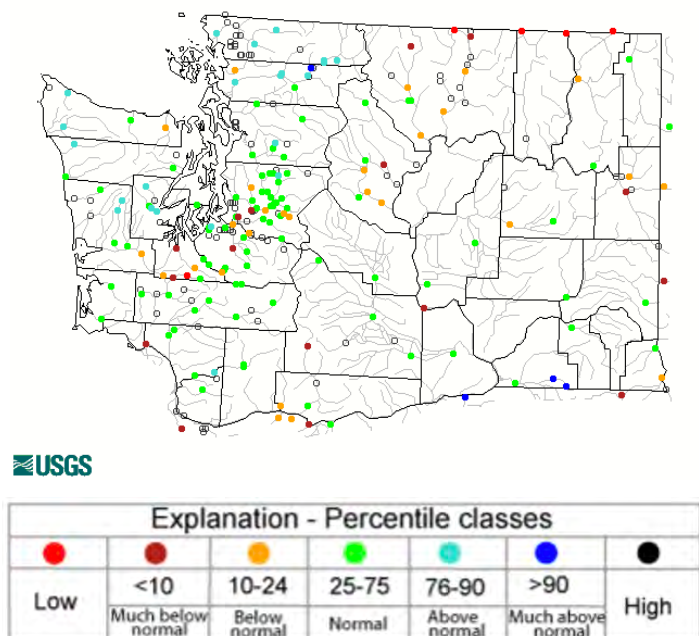 USGS
Explanation - Percentile classes
Low <10 10-24 25-75 76-90 >90 High
Much below normal Below normal Normal Above normal Much above normal